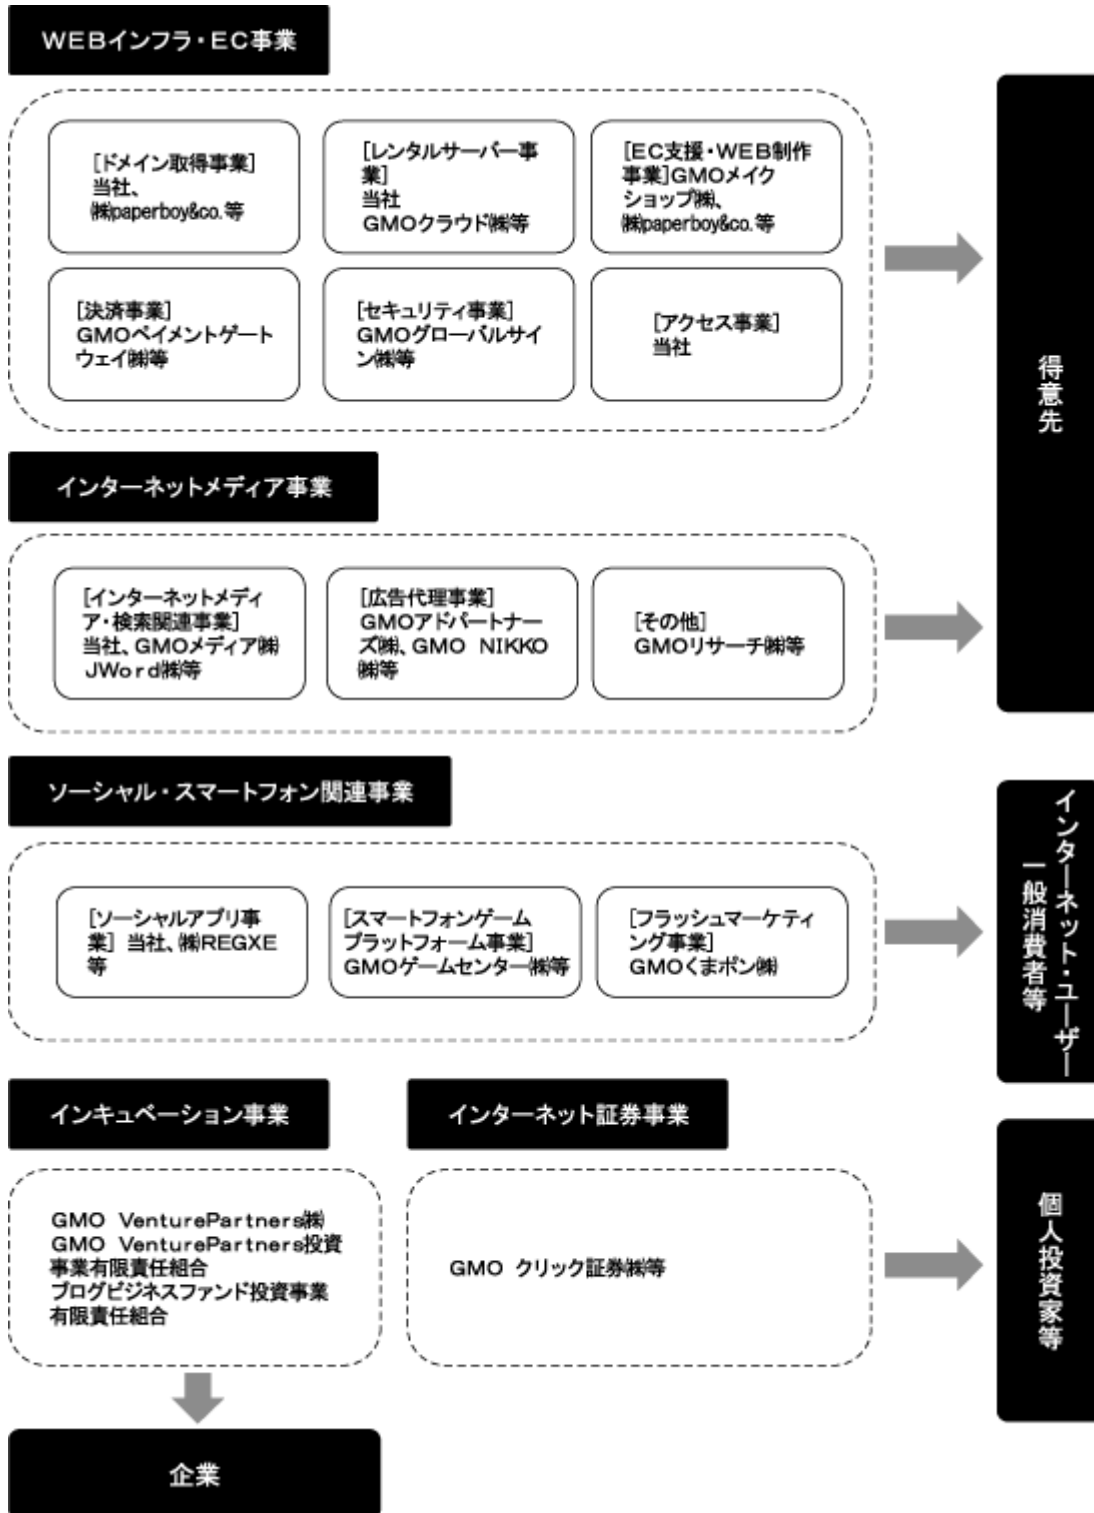 WEBインフラ・EC事業
[ドメイン取得事業]
当社、
㈱paperboy&co.等
[レンタルサーバー事
業]
当社
GMOクラウド㈱等
[EC支援・WEB制作
事業]GMOメイク
ショップ㈱、
㈱paperboy&co.等
[決済事業]
GMOペイメントゲート
ウェイ㈱等
[セキュリティ事業]
GMOグローバルサイ
ン㈱等
[アクセス事業]
当社
得意先
インターネットメディア事業
[インターネットメディ
ア・検索関連事業]
当社、GMOメディア㈱
JWord㈱等
[広告代理事業]
GMOアドパートナー
ズ㈱、GMO NIKKO
㈱等
[その他]
GMOリサーチ㈱等
ソーシャル・スマートフォン関連事業
[ソーシャルアプリ事
業] 当社、㈱REGXE
等
[スマートフォンゲーム
プラットフォーム事業]
GMOゲームセンター㈱等
[フラッシュマーケティ
ング事業]
GMOくまポン㈱
インターネット・ユーザー
一般消費者等
インキュベーション事業
GMO VenturePartners㈱
GMO VenturePartners投資
事業有限責任組合
ブログビジネスファンド投資事業
有限責任組合
インターネット証券事業
GMO クリック証券㈱等
個人投資家等
企業